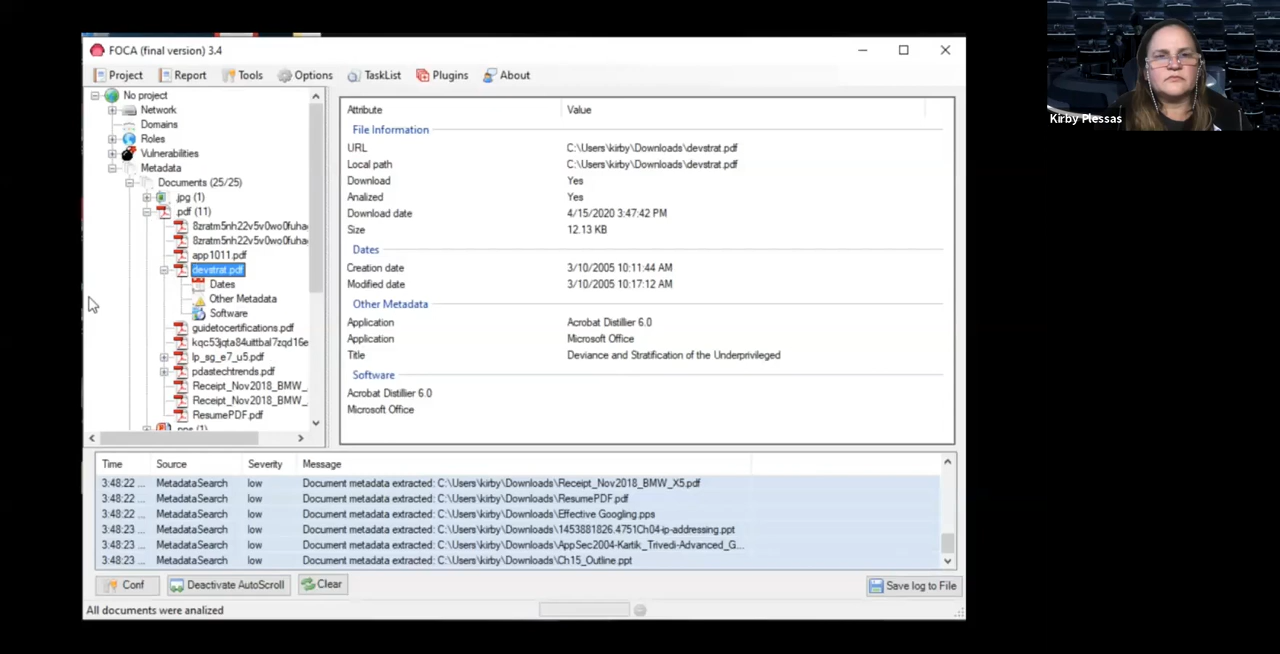 FOCA (final version) 3.4
Project Report Tools Options TaskList Plugins About
No project
Network
Domains
Roles
Vulnerabilities
Metadata
Documents (25/25)
.jpg (1)
.pdf (11)
8zratm5nh22v5v0wo0fuha
8zratm5nh22v5v0wo0fuha
app1011.pdf
devstrat.pdf
Dates
Other Metadata
Software
guidetocertifications.pdf
kqc53jqta84uittbal7zqd16e
lp_sg_e7_u5.pdf
pdastechtrends.pdf
Receipt_Nov2018_BMW_
Receipt_Nov2018_BMW_
ResumePDF.pdf
.pps (1)
Attribute Value
File Information
URL C:\Users\kirby\Downloads\devstrat.pdf
Local path C:\Users\kirby\Downloads\devstrat.pdf
Download Yes
Analized Yes
Download date 4/15/2020 3:47:42 PM
Size 12.13 KB
Dates
Creation date 3/10/2005 10:11:44 AM
Modified date 3/10/2005 10:17:12 AM
Other Metadata
Application Acrobat Distillier 6.0
Application Microsoft Office
Title Deviance and Stratification of the Underprivileged
Software
Acrobat Distillier 6.0
Microsoft Office
Time Source Severity Message
3:48:22 ... MetadataSearch low Document metadata extracted: C:\Users\kirby\Downloads\Receipt_Nov2018_BMW_X5.pdf
3:48:22 ... MetadataSearch low Document metadata extracted: C:\Users\kirby\Downloads\ResumePDF.pdf
3:48:22 ... MetadataSearch low Document metadata extracted: C:\Users\kirby\Downloads\Effective Googling.pps
3:48:23 ... MetadataSearch low Document metadata extracted: C:\Users\kirby\Downloads\1453881826.4751Ch04-ip-addressing.ppt
3:48:23 ... MetadataSearch low Document metadata extracted: C:\Users\kirby\Downloads\AppSec2004-Kartik_Trivedi-Advanced_G...
3:48:23 ... MetadataSearch low Document metadata extracted: C:\Users\kirby\Downloads\Ch15_Outline.ppt
Conf Deactivate AutoScroll Clear Save log to File
All documents were analized
Kirby Plessas